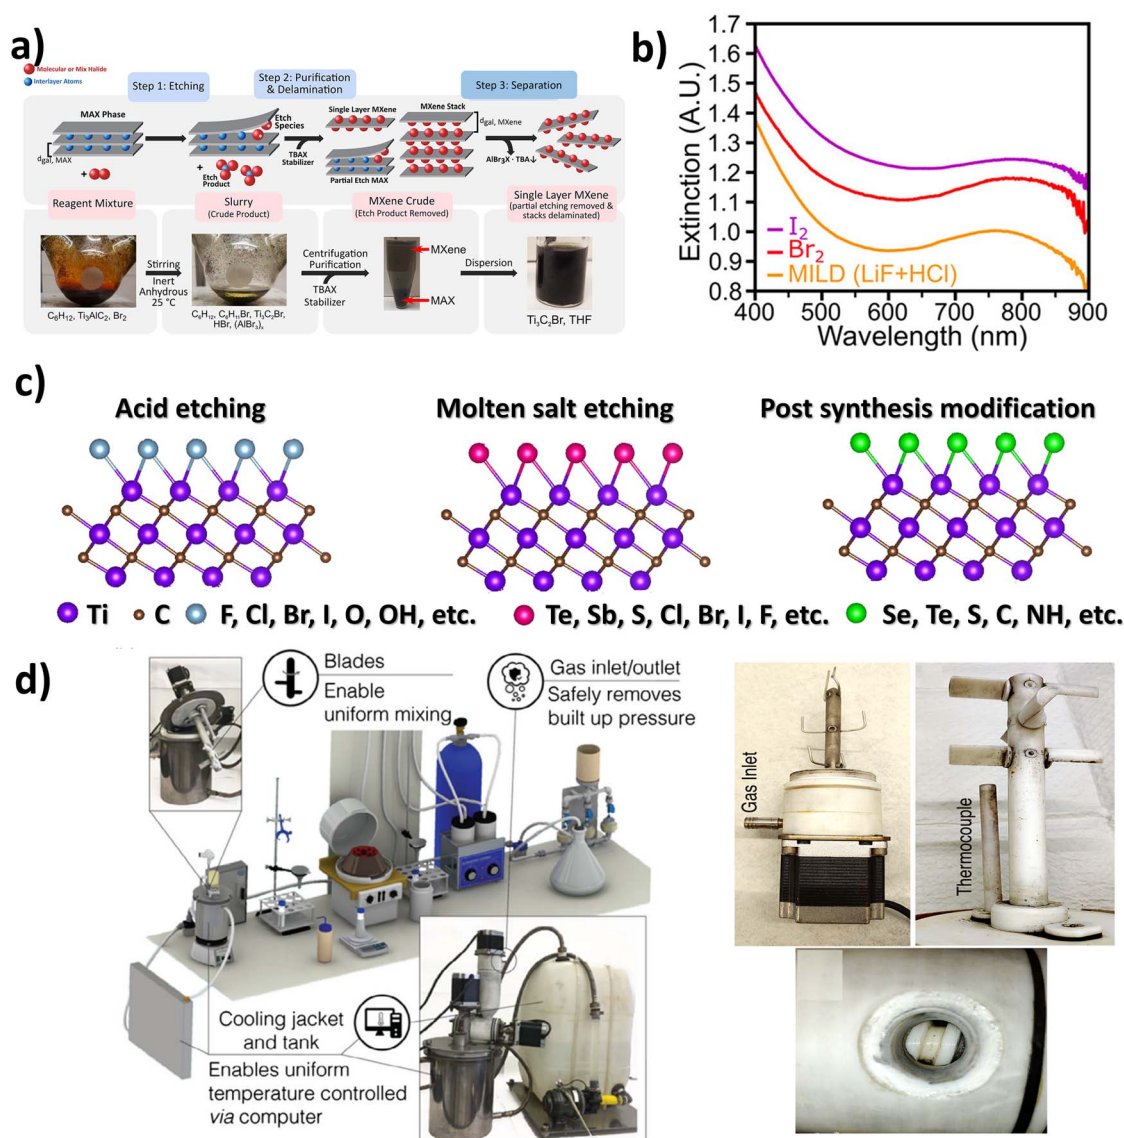 a)
Molecular or Mix Halide
Interlayer Atoms
Step 1: Etching
Step 2: Purification
& Delamination
Step 3: Separation
MAX Phase
dgal, MAX
+
Etch
Species
+
Etch
Product
TBAX
Stabilizer
Single Layer MXene
Partial Etch MAX
MXene Stack
dgal, MXene
AlBr3X · TBA↓
Reagent Mixture
Slurry
(Crude Product)
MXene Crude
(Etch Product Removed)
Single Layer MXene
(partial etching removed &
stacks delaminated)
C6H12, Ti3AlC2, Br2
Stirring
Inert
Anhydrous
25 °C
C6H12, C6H11Br, Ti3C2Br,
HBr, (AlBr3)x
Centrifugation
Purification
TBAX
Stabilizer
MXene
MAX
Dispersion
Ti3C2Br, THF
b)
Extinction (A.U.)
1.7
1.6
1.5
1.4
1.3
1.2
1.1
1.0
0.9
0.8
I2
Br2
MILD (LiF+HCl)
400 500 600 700 800 900
Wavelength (nm)
c)
Acid etching
Molten salt etching
Post synthesis modification
Ti C F, Cl, Br, I, O, OH, etc.
Te, Sb, S, Cl, Br, I, F, etc.
Se, Te, S, C, NH, etc.
d)
Blades
Enable
uniform mixing
Gas inlet/outlet
Safely removes
built up pressure
Cooling jacket
and tank
Enables uniform
temperature controlled
via computer
Gas Inlet
Thermocouple